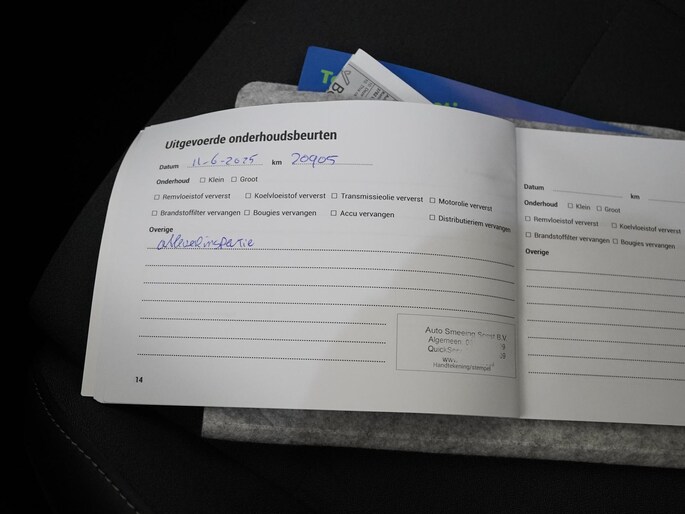 Uitgevoerde onderhoudsbeurten
Datum 11-6-2025 km 20905
Onderhoud Klein Groot
Remvloeistof ververst Koelvloeistof ververst Transmissieolie ververst Motorolie ververst
Brandstoffilter vervangen Bougies vervangen Accu vervangen Distributieriem vervangen
Overige
afleverinspectie
Auto Smeeing Soest B.V.
Algemeen
Handtekening/stempel
14
Datum km
Onderhoud Klein Groot
Remvloeistof ververst Koelvloeistof ververst
Brandstoffilter vervangen Bougies vervangen
Overige